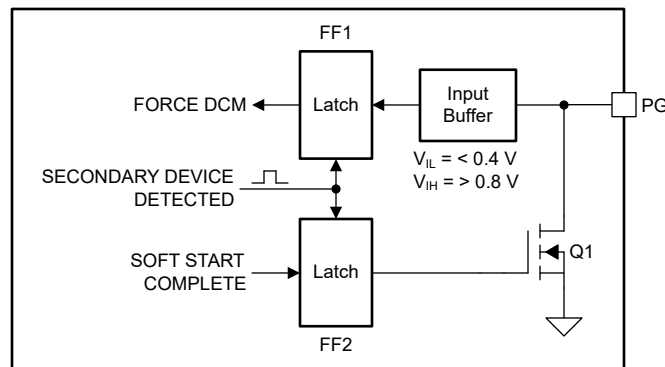 FF1
FORCE DCM
Latch
Input
Buffer
PG
V_IL = < 0.4 V
V_IH = > 0.8 V
SECONDARY DEVICE
DETECTED
SOFT START
COMPLETE
Latch
Q1
FF2